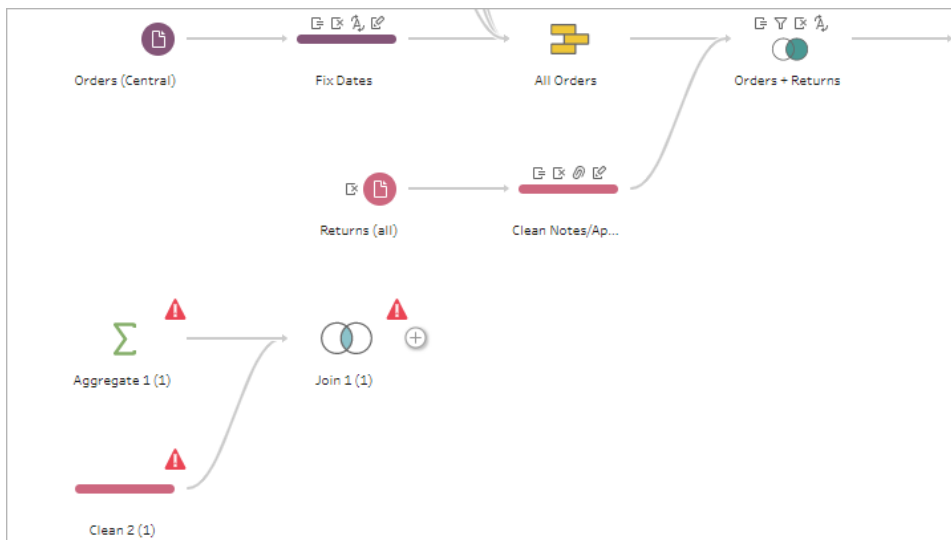 Orders (Central)
Fix Dates
All Orders
Orders + Returns
Returns (all)
Clean Notes/Ap...
Aggregate 1 (1)
Join 1 (1)
Clean 2 (1)